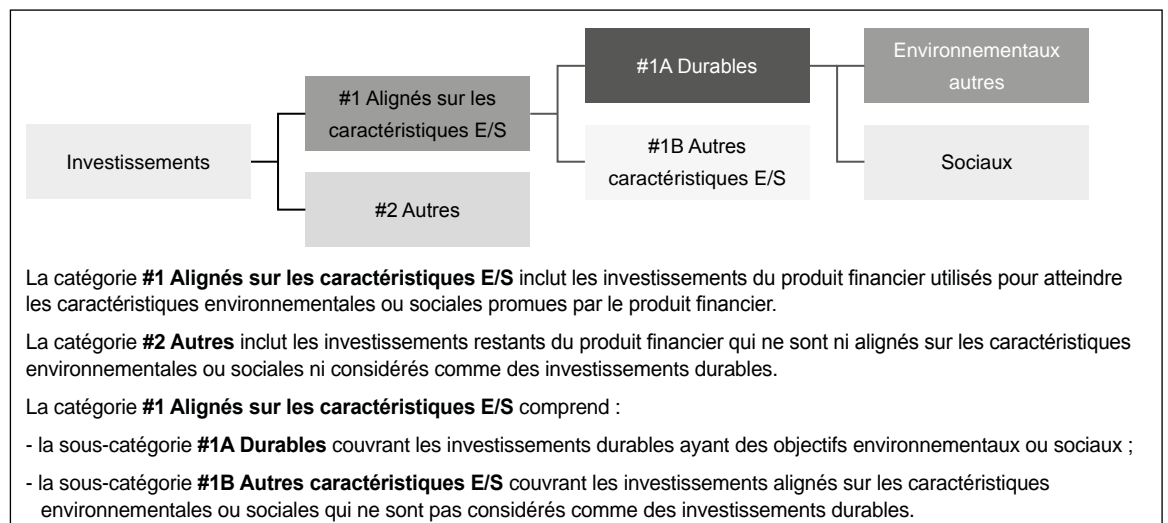 Investissements
#1 Alignés sur les
caractéristiques E/S
#2 Autres
#1A Durables
#1B Autres
caractéristiques E/S
Environnementaux
autres
Sociaux
La catégorie #1 Alignés sur les caractéristiques E/S inclut les investissements du produit financier utilisés pour atteindre
les caractéristiques environnementales ou sociales promues par le produit financier.
La catégorie #2 Autres inclut les investissements restants du produit financier qui ne sont ni alignés sur les caractéristiques
environnementales ou sociales ni considérés comme des investissements durables.
La catégorie #1 Alignés sur les caractéristiques E/S comprend :
- la sous-catégorie #1A Durables couvrant les investissements durables ayant des objectifs environnementaux ou sociaux ;
- la sous-catégorie #1B Autres caractéristiques E/S couvrant les investissements alignés sur les caractéristiques
environnementales ou sociales qui ne sont pas considérés comme des investissements durables.